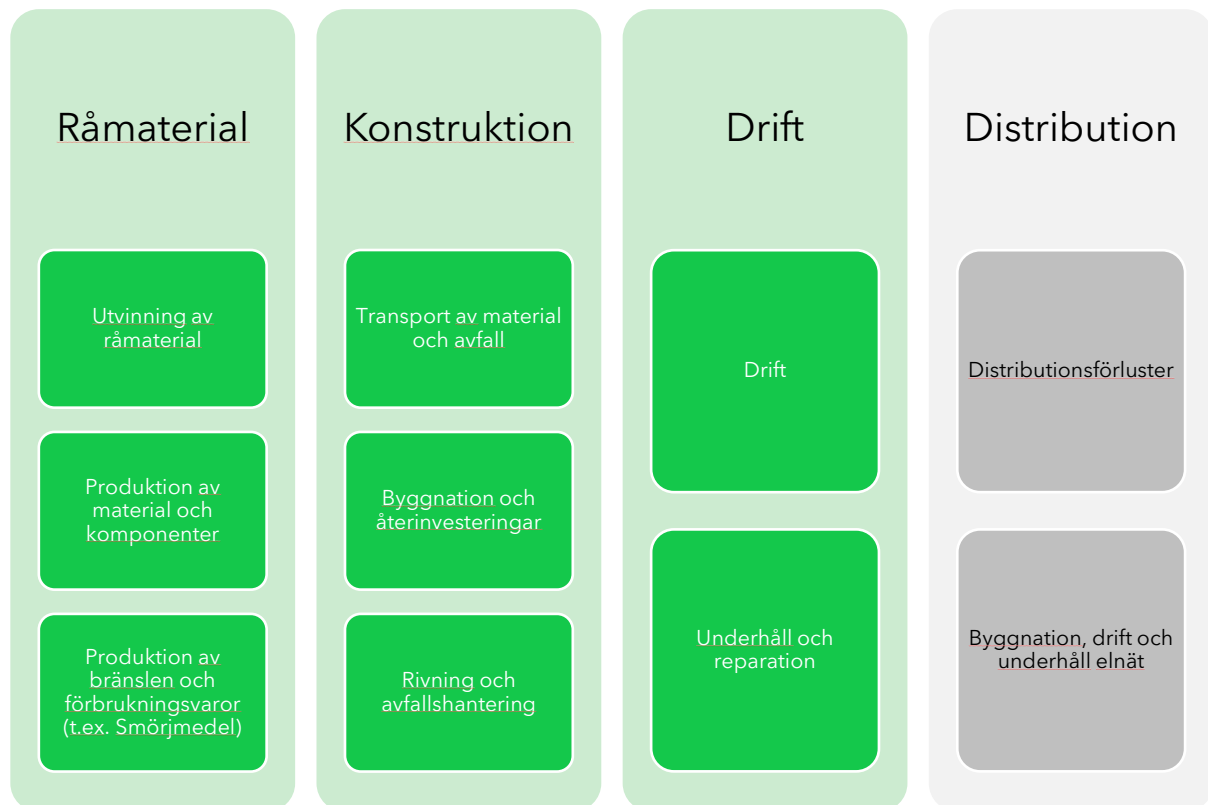 Råmaterial
Utvinning av
råmaterial
Produktion av
material och
komponenter
Produktion av
bränslen och
förbrukningsvaror
(t.ex. Smörjmedel)
Konstruktion
Transport av material
och avfall
Byggnation och
återinvesteringar
Rivning och
avfallshantering
Drift
Drift
Underhåll och
reparation
Distribution
Distributionsförluster
Byggnation, drift och
underhåll elnät